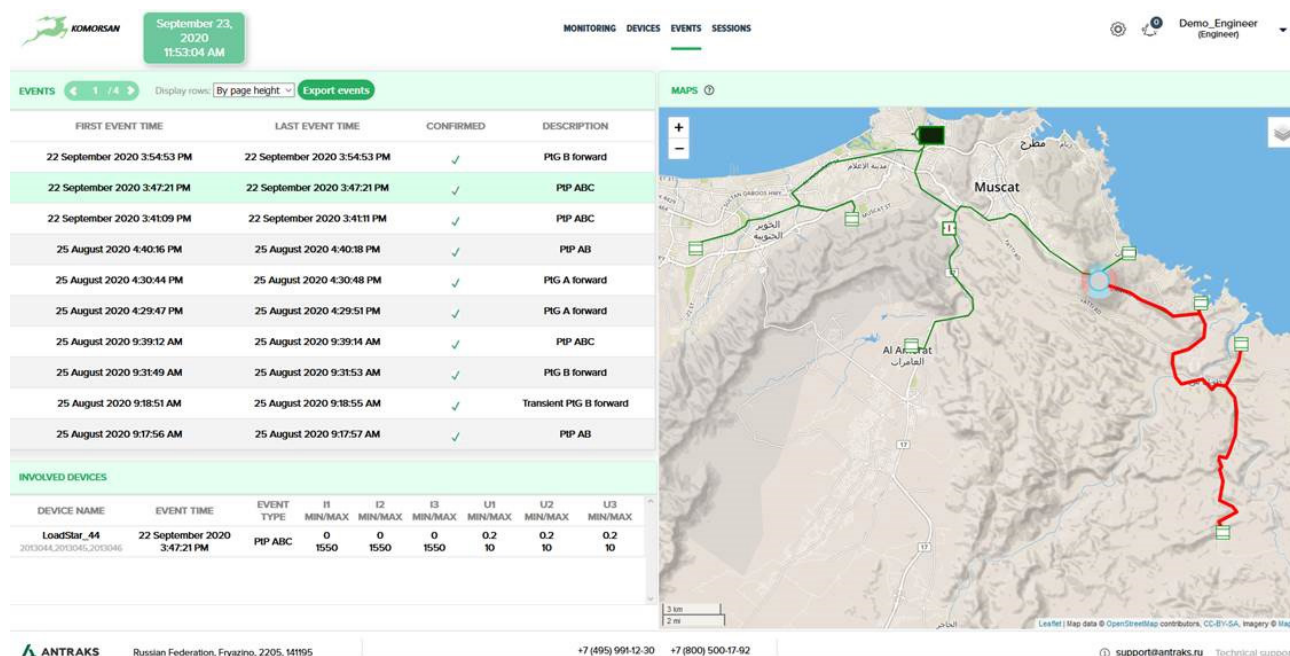 KOMORSAN
September 23,
2020
11:53:04 AM
MONITORING DEVICES EVENTS SESSIONS
0
Demo_Engineer
(Engineer)
EVENTS 1 / 4 Display rows: By page height Export events
FIRST EVENT TIME LAST EVENT TIME CONFIRMED DESCRIPTION
22 September 2020 3:54:53 PM 22 September 2020 3:54:53 PM ✓ PtG B forward
22 September 2020 3:47:21 PM 22 September 2020 3:47:21 PM ✓ PtP ABC
22 September 2020 3:41:09 PM 22 September 2020 3:41:11 PM ✓ PtP ABC
25 August 2020 4:40:16 PM 25 August 2020 4:40:18 PM ✓ PtP AB
25 August 2020 4:30:44 PM 25 August 2020 4:30:48 PM ✓ PtG A forward
25 August 2020 4:29:47 PM 25 August 2020 4:29:51 PM ✓ PtG A forward
25 August 2020 9:39:12 AM 25 August 2020 9:39:14 AM ✓ PtP ABC
25 August 2020 9:31:49 AM 25 August 2020 9:31:53 AM ✓ PtG B forward
25 August 2020 9:18:51 AM 25 August 2020 9:18:55 AM ✓ Transient PtG B forward
25 August 2020 9:17:56 AM 25 August 2020 9:17:57 AM ✓ PtP AB
INVOLVED DEVICES
DEVICE NAME EVENT TIME EVENT TYPE I1 MIN/MAX I2 MIN/MAX I3 MIN/MAX U1 MIN/MAX U2 MIN/MAX U3 MIN/MAX
LoadStar_44 22 September 2020 PtP ABC 0 0 0 0.2 0.2 0.2
2013044,2013045,2013046 3:47:21 PM 1550 1550 1550 10 10 10
MAPS
+
−
مطرح
مدينة الاعلام
Muscat
SULTAN QABOOS HWY
MUSCAT ST
الخوير
الجنوبية
17
Al Amerat
العامرات
17
17
الحاجر
3 km
2 mi
Leaflet | Map data © OpenStreetMap contributors, CC-BY-SA, Imagery © Map
ANTRAKS Russian Federation, Fryazino, 2205, 141195 +7 (495) 991-12-30 +7 (800) 500-17-92 support@antraks.ru Technical support